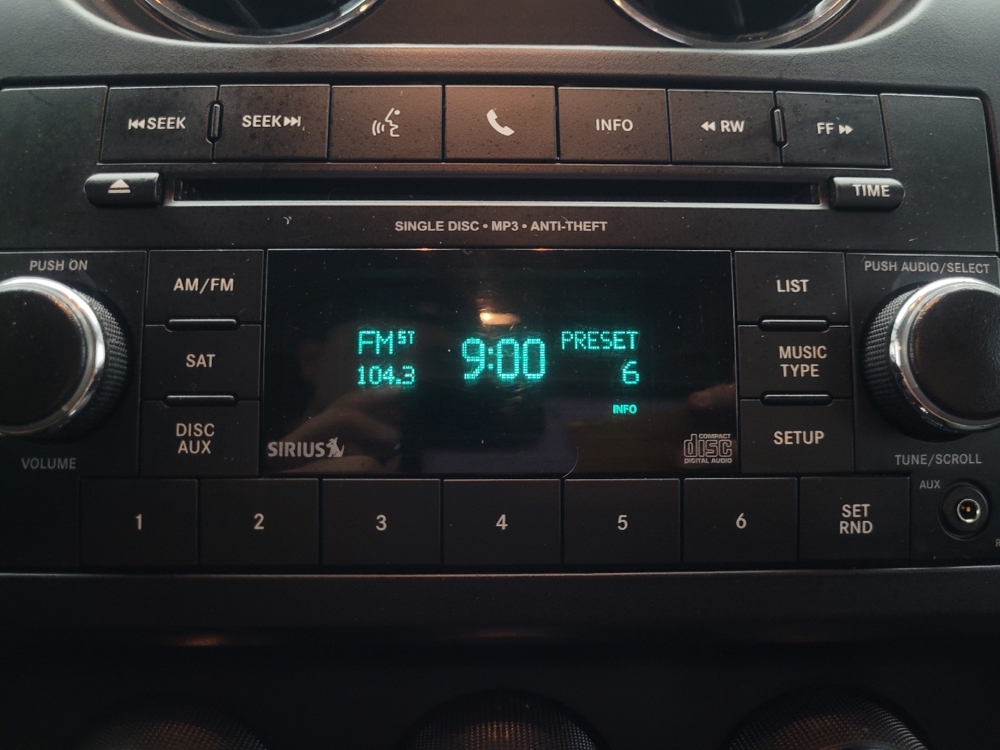 SEEK
SEEK
INFO
RW
FF
TIME
SINGLE DISC • MP3 • ANTI-THEFT
PUSH ON
AM/FM
SAT
DISC
AUX
VOLUME
FM ST
104.3
9:00
PRESET
6
INFO
SIRIUS
COMPACT
disc
DIGITAL AUDIO
LIST
MUSIC
TYPE
SETUP
PUSH AUDIO/SELECT
TUNE/SCROLL
AUX
1
2
3
4
5
6
SET
RND